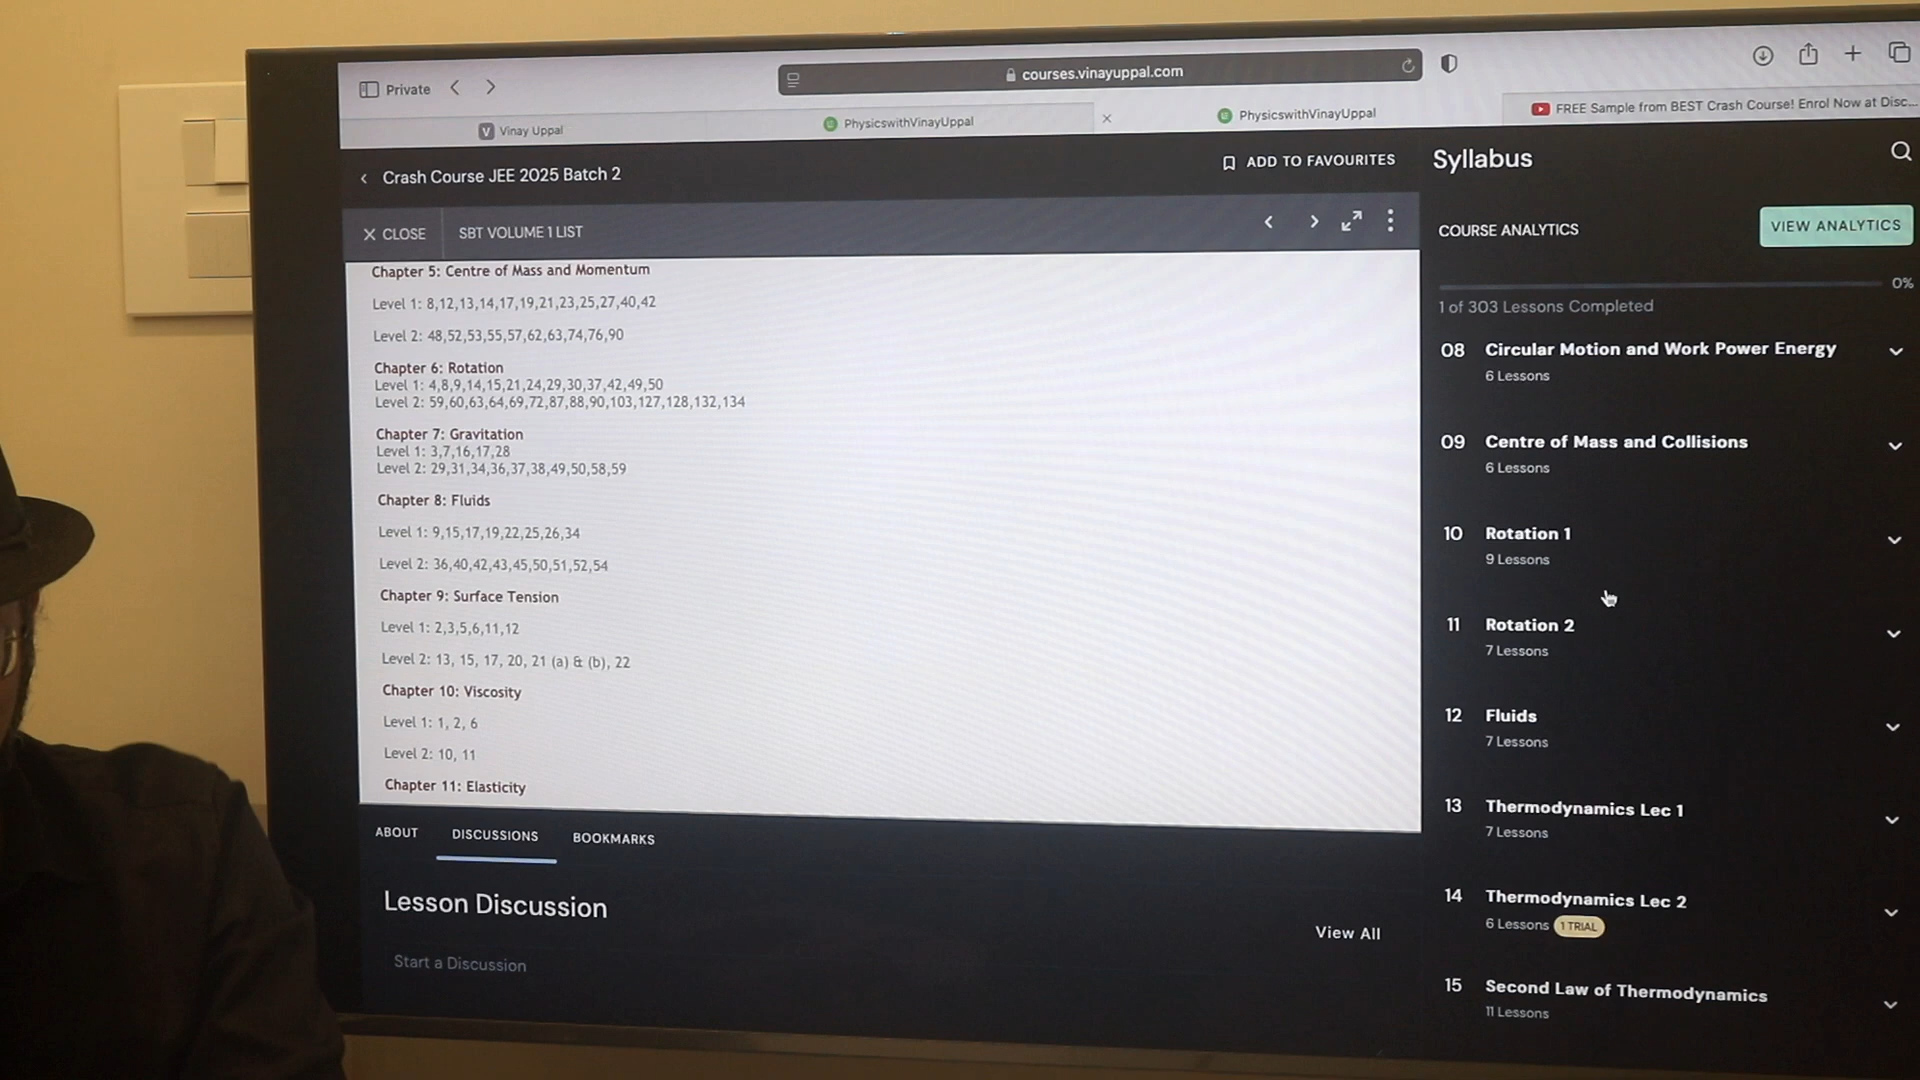 Private
courses.vinayuppal.com
V Vinay Uppal
PhysicswithVinayUppal
PhysicswithVinayUppal
FREE Sample from BEST Crash Course! Enrol Now at Disc...
Crash Course JEE 2025 Batch 2
ADD TO FAVOURITES
CLOSE
SBT VOLUME 1 LIST
Chapter 5: Centre of Mass and Momentum
Level 1: 8,12,13,14,17,19,21,23,25,27,40,42
Level 2: 48,52,53,55,57,62,63,74,76,90
Chapter 6: Rotation
Level 1: 4,8,9,14,15,21,24,29,30,37,42,49,50
Level 2: 59,60,63,64,69,72,87,88,90,103,127,128,132,134
Chapter 7: Gravitation
Level 1: 3,7,16,17,28
Level 2: 29,31,34,36,37,38,49,50,58,59
Chapter 8: Fluids
Level 1: 9,15,17,19,22,25,26,34
Level 2: 36,40,42,43,45,50,51,52,54
Chapter 9: Surface Tension
Level 1: 2,3,5,6,11,12
Level 2: 13, 15, 17, 20, 21 (a) & (b), 22
Chapter 10: Viscosity
Level 1: 1, 2, 6
Level 2: 10, 11
Chapter 11: Elasticity
ABOUT
DISCUSSIONS
BOOKMARKS
Lesson Discussion
View All
Start a Discussion
Syllabus
COURSE ANALYTICS
VIEW ANALYTICS
0%
1 of 303 Lessons Completed
08 Circular Motion and Work Power Energy
6 Lessons
09 Centre of Mass and Collisions
6 Lessons
10 Rotation 1
9 Lessons
11 Rotation 2
7 Lessons
12 Fluids
7 Lessons
13 Thermodynamics Lec 1
7 Lessons
14 Thermodynamics Lec 2
6 Lessons 1 TRIAL
15 Second Law of Thermodynamics
11 Lessons